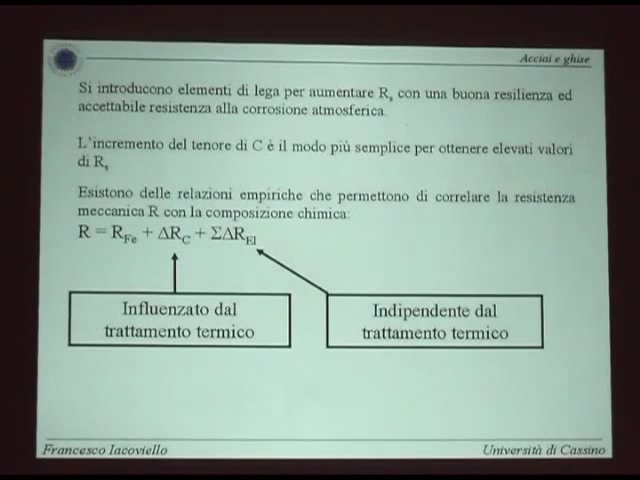 Acciai e ghise
Si introducono elementi di lega per aumentare Rs con una buona resilienza ed
accettabile resistenza alla corrosione atmosferica.
L'incremento del tenore di C è il modo più semplice per ottenere elevati valori
di Rs
Esistono delle relazioni empiriche che permettono di correlare la resistenza
meccanica R con la composizione chimica:
R = RFe + ΔRC + ΣΔREl
Influenzato dal
trattamento termico
Indipendente dal
trattamento termico
Francesco Iacoviello
Università di Cassino